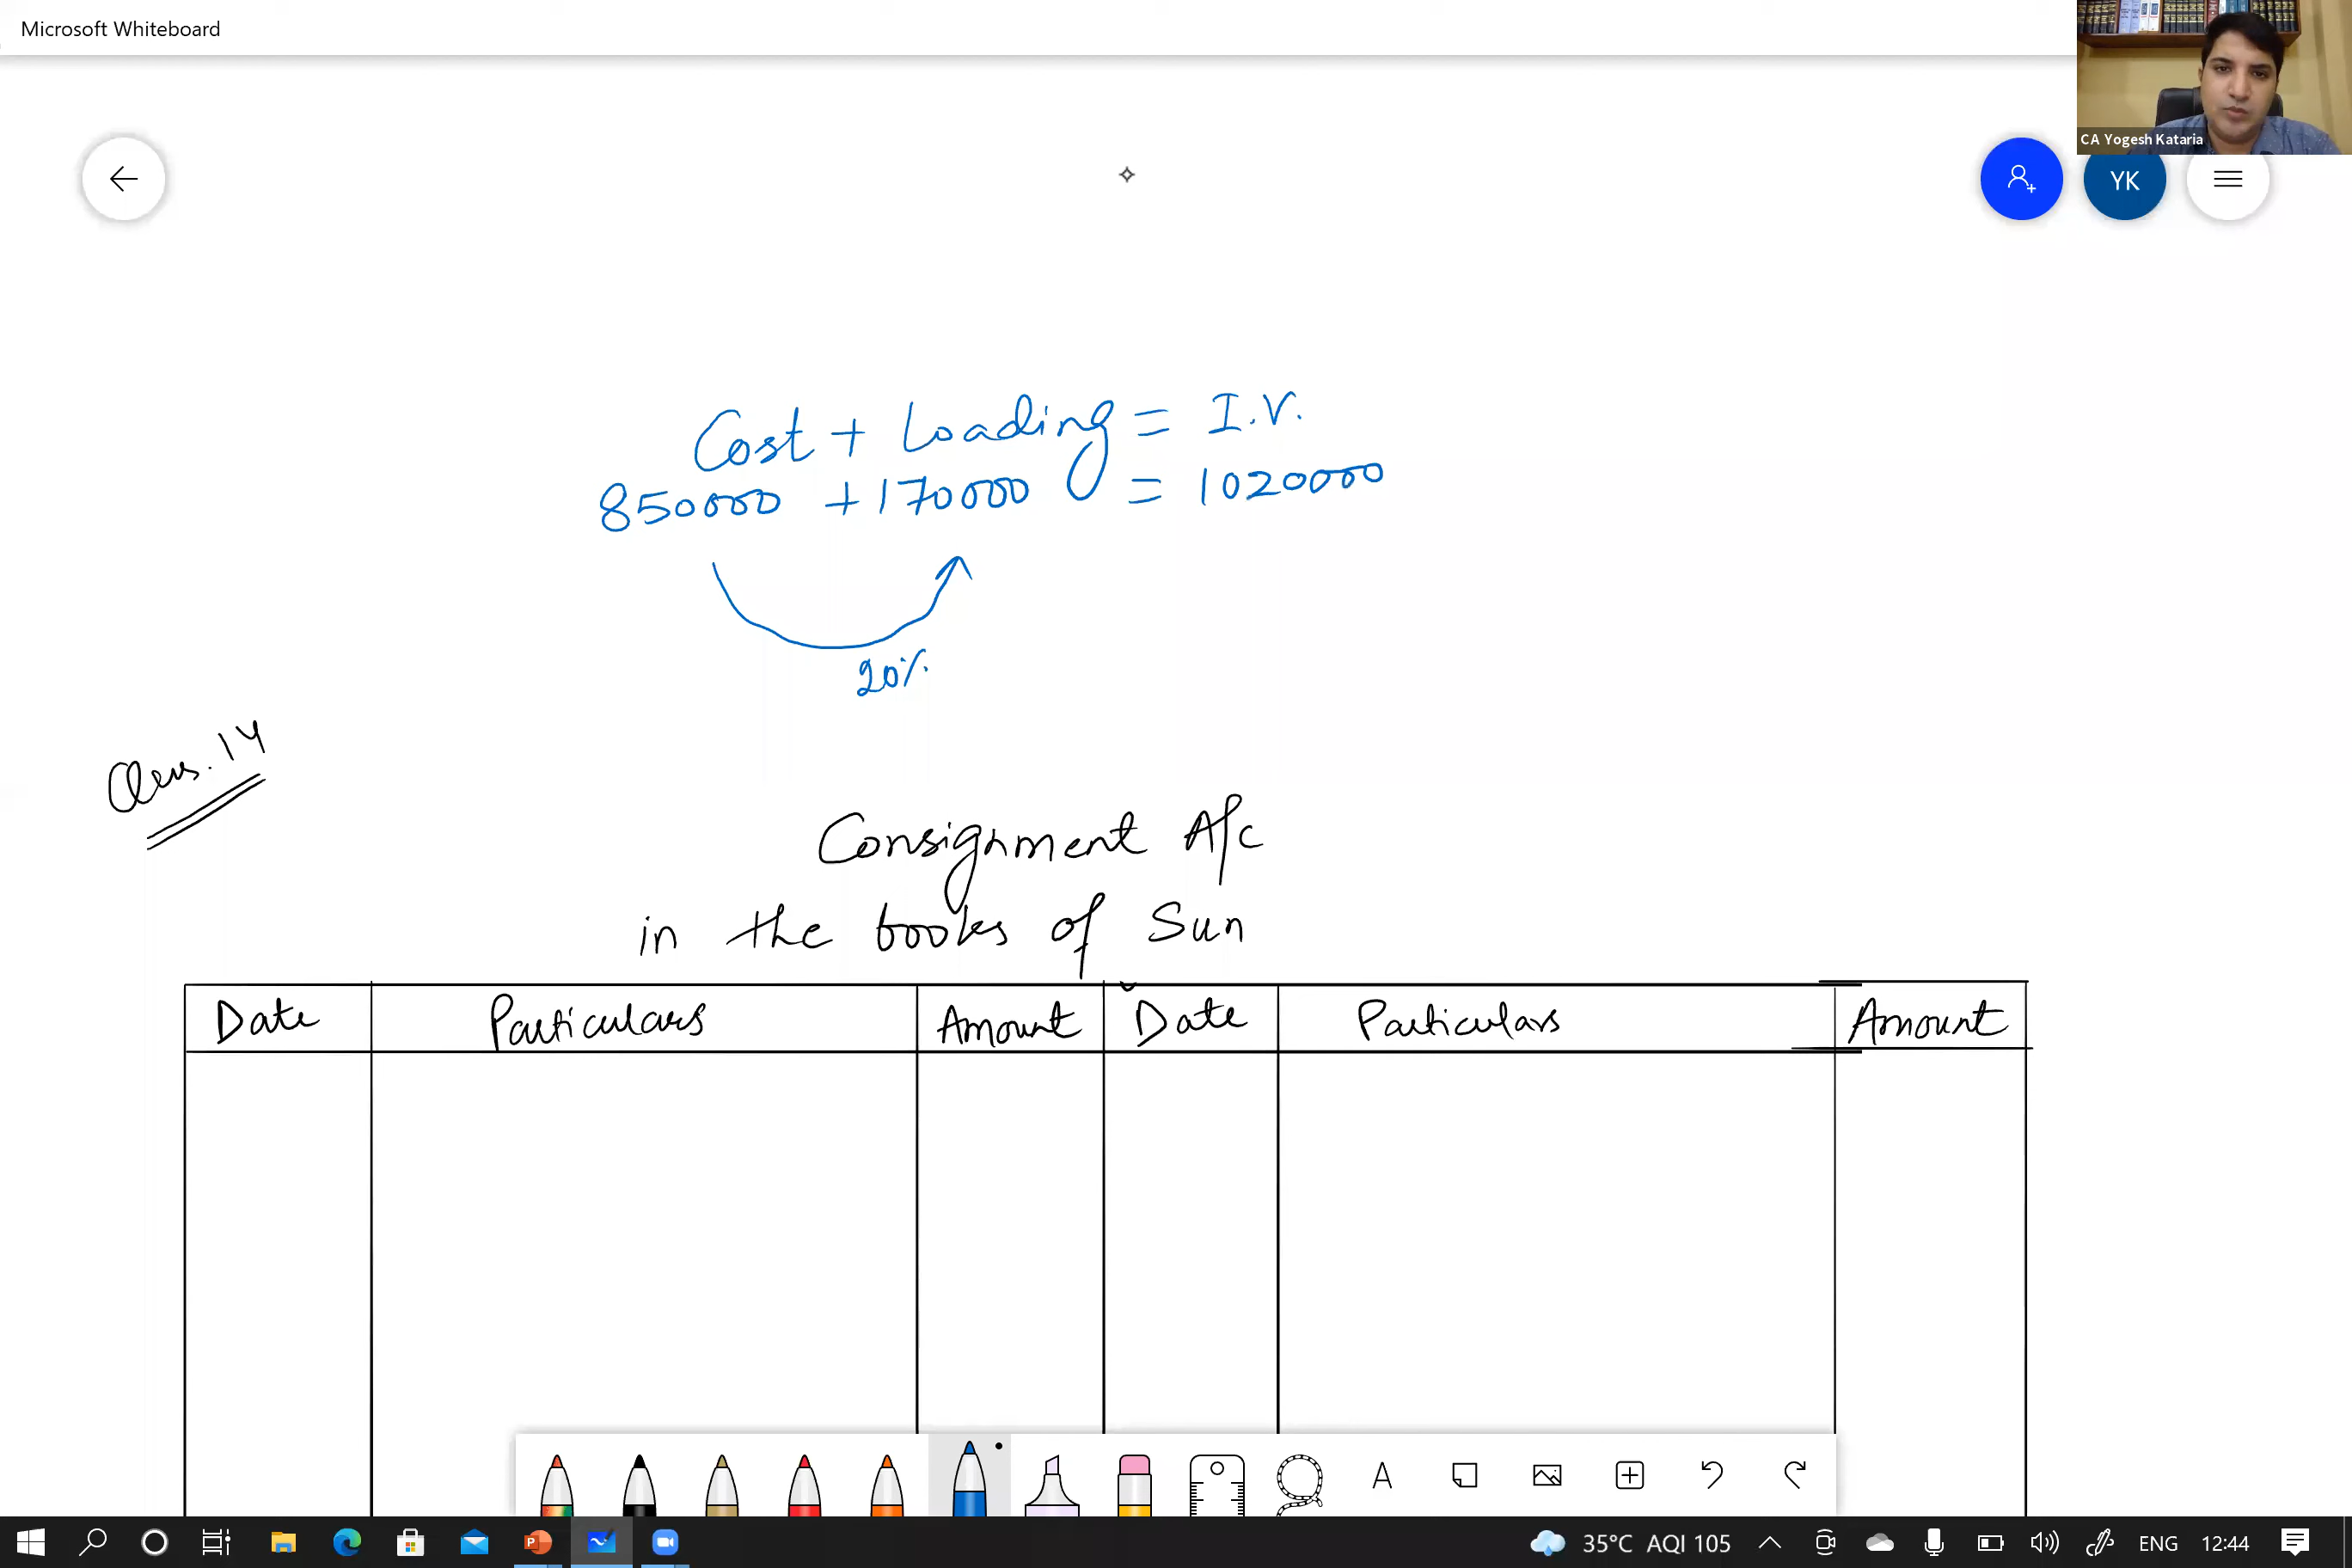 Microsoft Whiteboard
CA Yogesh Kataria
YK
Cost + Loading = I.V.
850000 + 170000 = 1020000
20%
Ques. 14
Consignment A/c
in the books of Sun
Date Particulars Amount Date Particulars Amount
A
35°C AQI 105 ENG 12:44